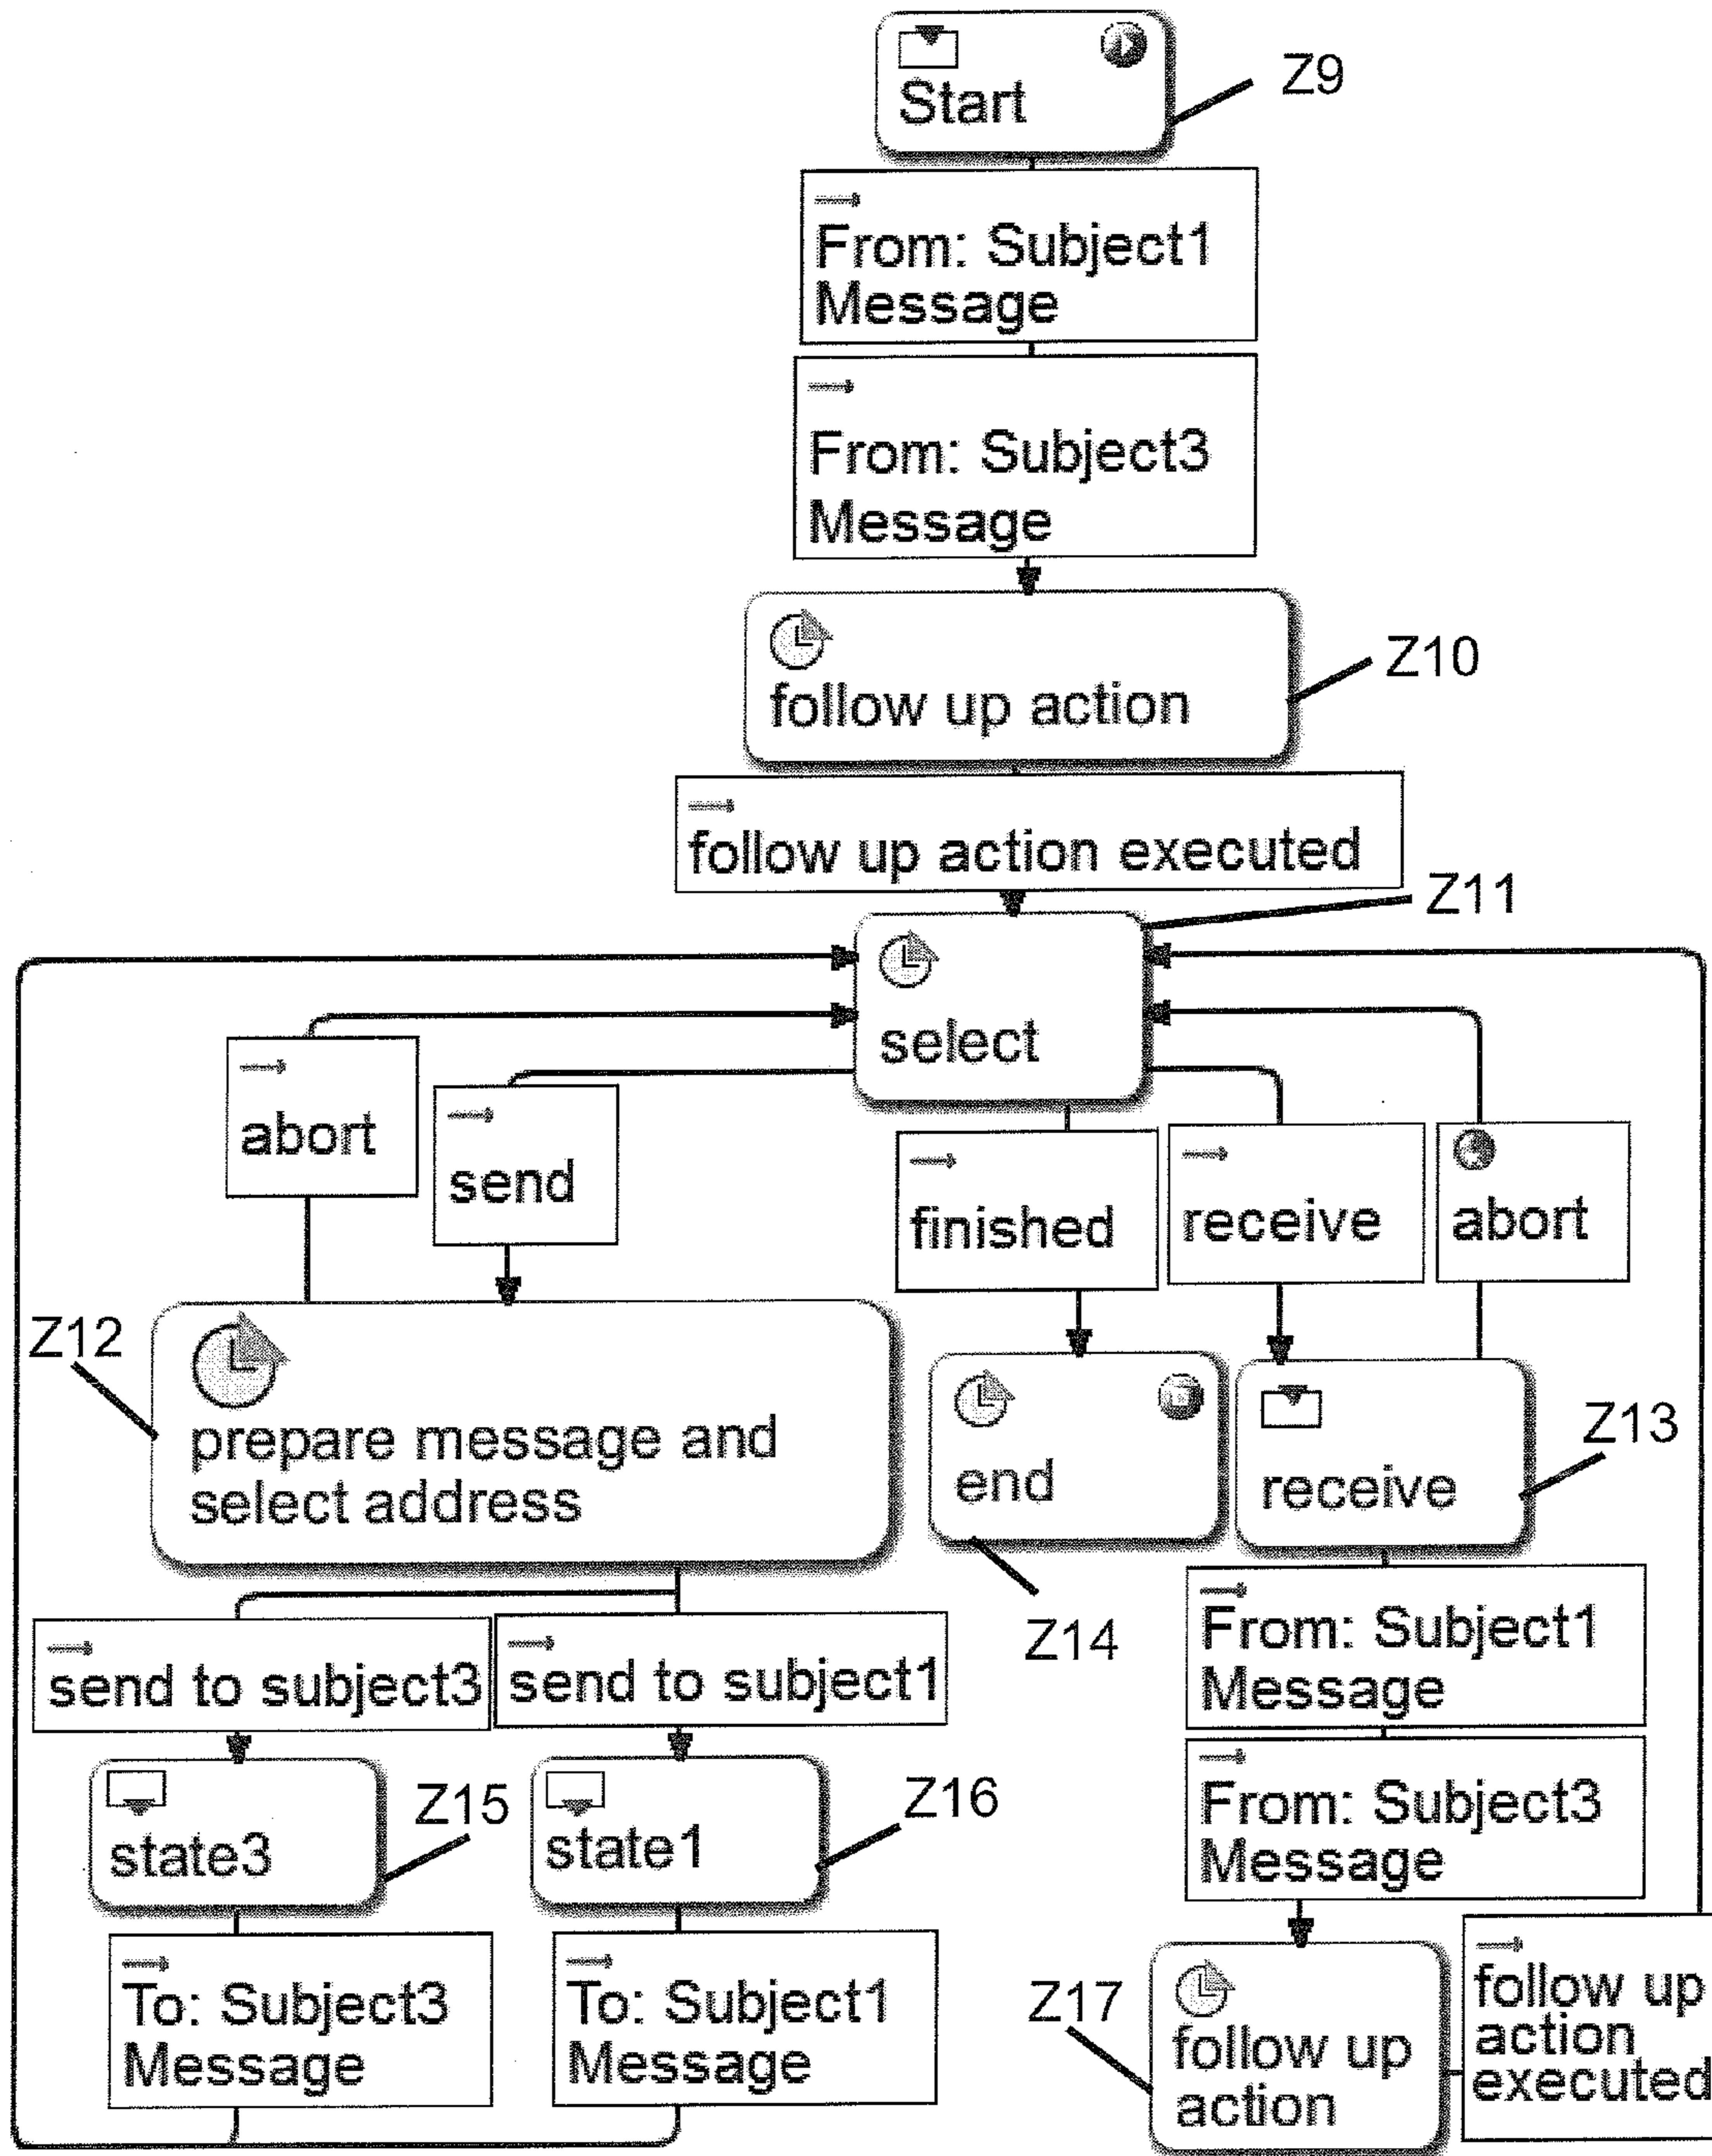 Start
Z9
From: Subject1
Message
From: Subject3
Message
follow up action
Z10
follow up action executed
Z11
select
abort
send
finished
receive
abort
Z12
prepare message and
select address
end
Z14
receive
Z13
send to subject3
send to subject1
From: Subject1
Message
state3
Z15
state1
Z16
From: Subject3
Message
To: Subject3
Message
To: Subject1
Message
Z17
follow up
action
follow up
action
executed